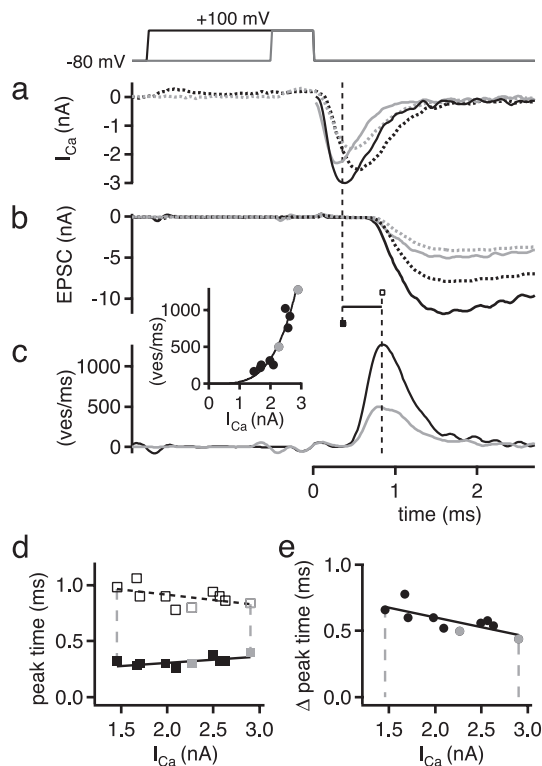 +100 mV
-80 mV
a
0
-1
-2
-3
I_Ca (nA)
b
0
-5
-10
EPSC (nA)
1000
500
0
(ves/ms)
0 1 2 3
I_Ca (nA)
c
1000
500
0
(ves/ms)
0 1 2
time (ms)
d
1.0
0.5
0.0
peak time (ms)
1.5 2.0 2.5 3.0
I_Ca (nA)
e
1.0
0.5
0.0
Δ peak time (ms)
1.5 2.0 2.5 3.0
I_Ca (nA)